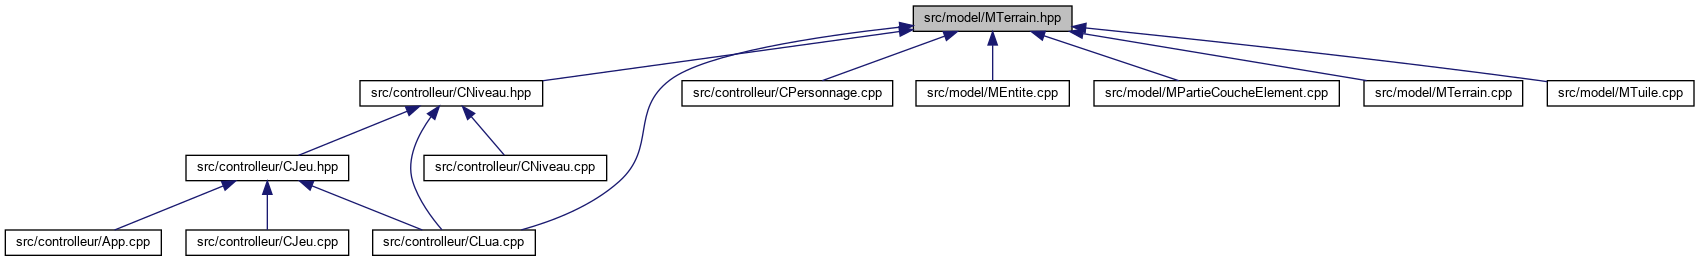 src/model/MTerrain.hpp
src/controlleur/CNiveau.hpp
src/controlleur/CPersonnage.cpp
src/model/MEntite.cpp
src/model/MPartieCoucheElement.cpp
src/model/MTerrain.cpp
src/model/MTuile.cpp
src/controlleur/CJeu.hpp
src/controlleur/CNiveau.cpp
src/controlleur/App.cpp
src/controlleur/CJeu.cpp
src/controlleur/CLua.cpp